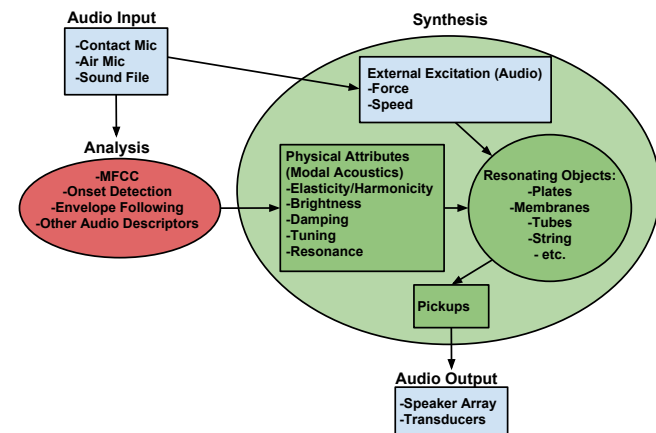 Audio Input
-Contact Mic
-Air Mic
-Sound File
Analysis
-MFCC
-Onset Detection
-Envelope Following
-Other Audio Descriptors
Synthesis
External Excitation (Audio)
-Force
-Speed
Physical Attributes
(Modal Acoustics)
-Elasticity/Harmonicity
-Brightness
-Damping
-Tuning
-Resonance
Resonating Objects:
-Plates
-Membranes
-Tubes
-String
- etc.
Pickups
Audio Output
-Speaker Array
-Transducers